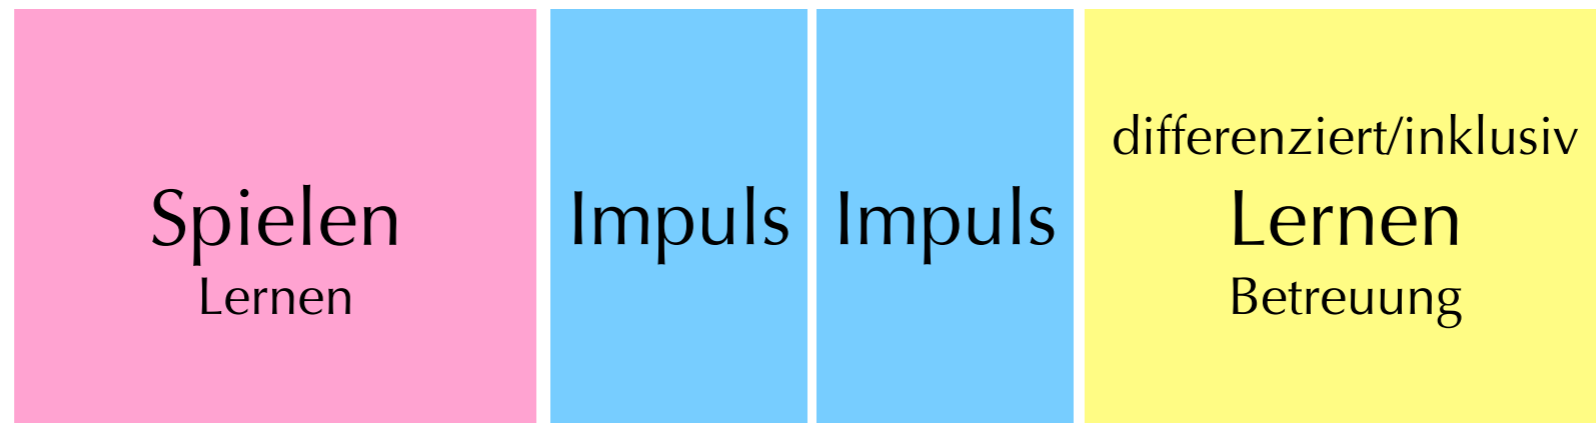 Spielen
Lernen
Impuls
Impuls
differenziert/inklusiv
Lernen
Betreuung